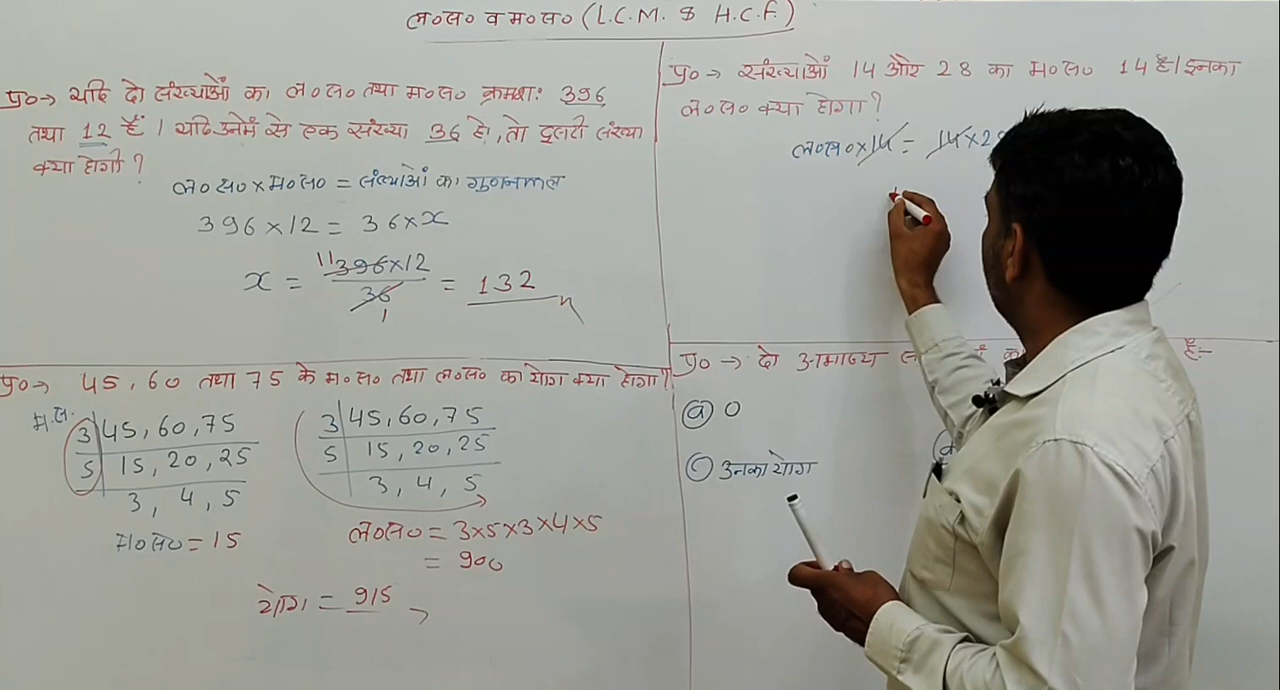 ल०स० व म०स० (L.C.M. & H.C.F.)
प्र०→ यदि दो संख्याओं का ल०स० तथा म०स० क्रमशः 396
तथा 12 हैं। यदि उनमें से एक संख्या 36 हो, तो दूसरी संख्या
क्या होगी?
ल०स० × म०स० = संख्याओं का गुणनफल
396 × 12 = 36 × x
x = 396 × 12 / 36 = 132
11
1
प्र०→ 45, 60 तथा 75 के म०स० तथा ल०स० का योग क्या होगा?
म.स.
3 | 45, 60, 75
5 | 15, 20, 25
3, 4, 5
म०स० = 15
3 | 45, 60, 75
5 | 15, 20, 25
3, 4, 5
ल०स० = 3×5×3×4×5
= 900
योग = 915
प्र०→ संख्याओं 14 और 28 का म०स० 14 है। इनका
ल०स० क्या होगा?
ल०स० × 14 = 14 × 2
प्र०→ दो अभाज्य
है:-
(a) 0
(c) उनका योग